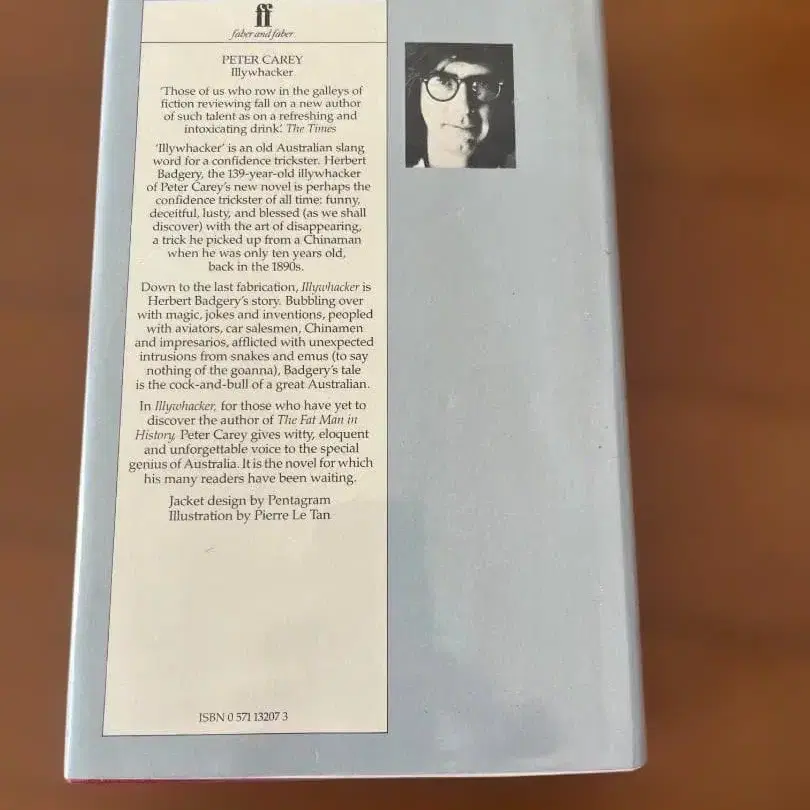 ff
faber and faber
PETER CAREY
Illywhacker
'Those of us who row in the galleys of
fiction reviewing fall on a new author
of such talent as on a refreshing and
intoxicating drink'. The Times
'Illywhacker' is an old Australian slang
word for a confidence trickster. Herbert
Badgery, the 139-year-old illywhacker
of Peter Carey's new novel is perhaps the
confidence trickster of all time: funny,
deceitful, lusty, and blessed (as we shall
discover) with the art of disappearing,
a trick he picked up from a Chinaman
when he was only ten years old,
back in the 1890s.
Down to the last fabrication, Illywhacker is
Herbert Badgery's story. Bubbling over
with magic, jokes and inventions, peopled
with aviators, car salesmen, Chinamen
and impresarios, afflicted with unexpected
intrusions from snakes and emus (to say
nothing of the goanna), Badgery's tale
is the cock-and-bull of a great Australian.
In Illywhacker, for those who have yet to
discover the author of The Fat Man in
History, Peter Carey gives witty, eloquent
and unforgettable voice to the special
genius of Australia. It is the novel for which
his many readers have been waiting.
Jacket design by Pentagram
Illustration by Pierre Le Tan
ISBN 0 571 13207 3